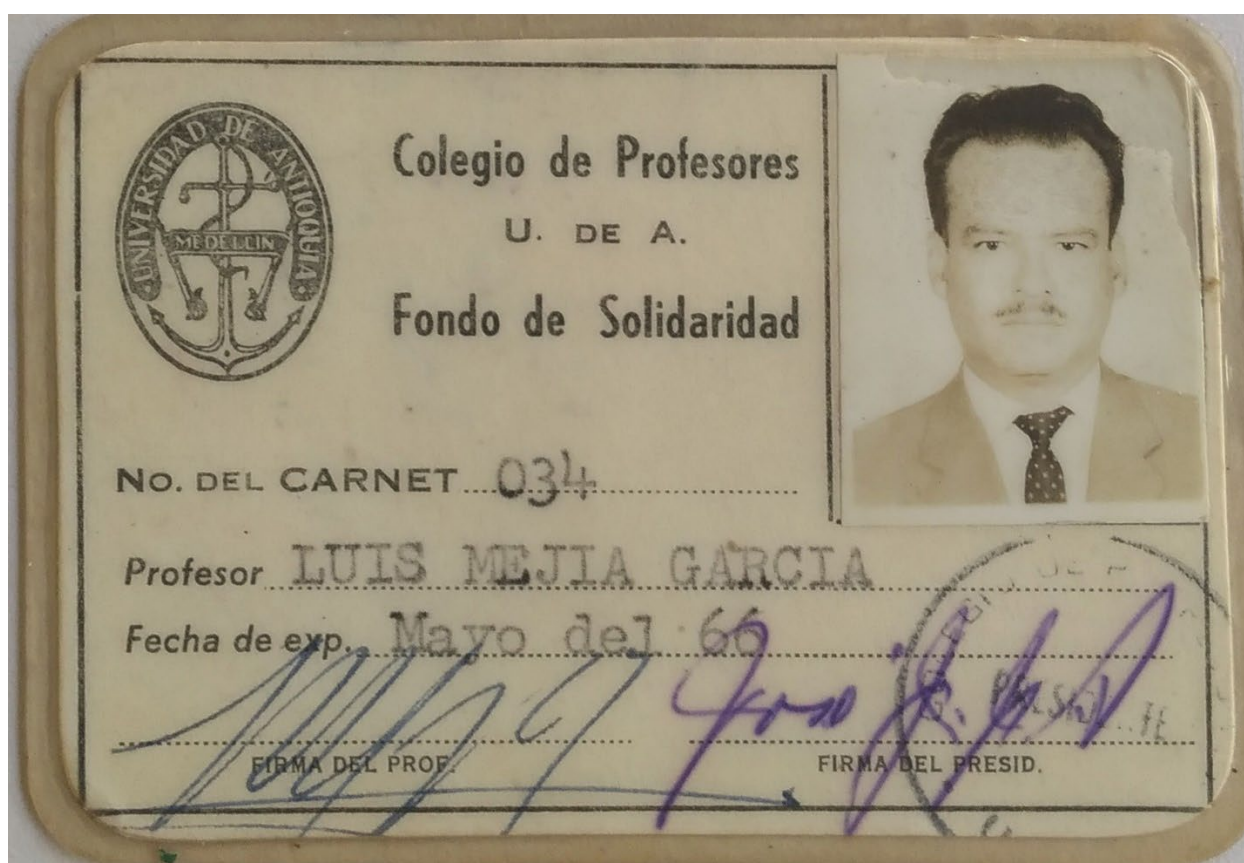 UNIVERSIDAD DE ANTIOQUIA
MEDELLIN
Colegio de Profesores
U. DE A.
Fondo de Solidaridad
No. DEL CARNET 034
Profesor LUIS MEJIA GARCIA
Fecha de exp. Mayo del 66
FIRMA DEL PROF.
FIRMA DEL PRESID.